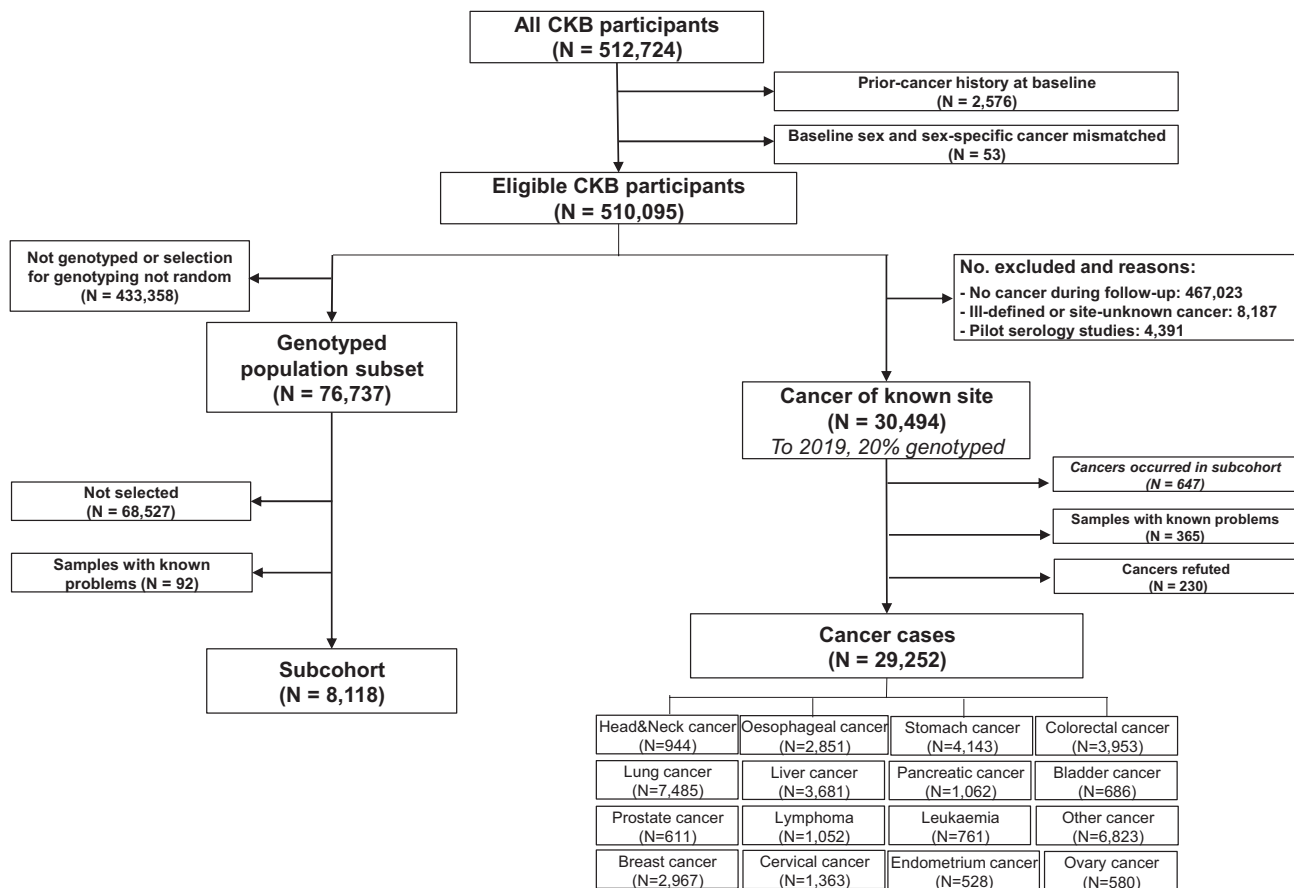 All CKB participants
(N = 512,724)
Prior-cancer history at baseline
(N = 2,576)
Baseline sex and sex-specific cancer mismatched
(N = 53)
Eligible CKB participants
(N = 510,095)
Not genotyped or selection
for genotyping not random
(N = 433,358)
No. excluded and reasons:
- No cancer during follow-up: 467,023
- Ill-defined or site-unknown cancer: 8,187
- Pilot serology studies: 4,391
Genotyped
population subset
(N = 76,737)
Cancer of known site
(N = 30,494)
To 2019, 20% genotyped
Cancers occurred in subcohort
(N = 647)
Not selected
(N = 68,527)
Samples with known problems
(N = 365)
Samples with known
problems (N = 92)
Cancers refuted
(N = 230)
Cancer cases
(N = 29,252)
Subcohort
(N = 8,118)
Head&Neck cancer
(N=944)
Oesophageal cancer
(N=2,851)
Stomach cancer
(N=4,143)
Colorectal cancer
(N=3,953)
Lung cancer
(N=7,485)
Liver cancer
(N=3,681)
Pancreatic cancer
(N=1,062)
Bladder cancer
(N=686)
Prostate cancer
(N=611)
Lymphoma
(N=1,052)
Leukaemia
(N=761)
Other cancer
(N=6,823)
Breast cancer
(N=2,967)
Cervical cancer
(N=1,363)
Endometrium cancer
(N=528)
Ovary cancer
(N=580)